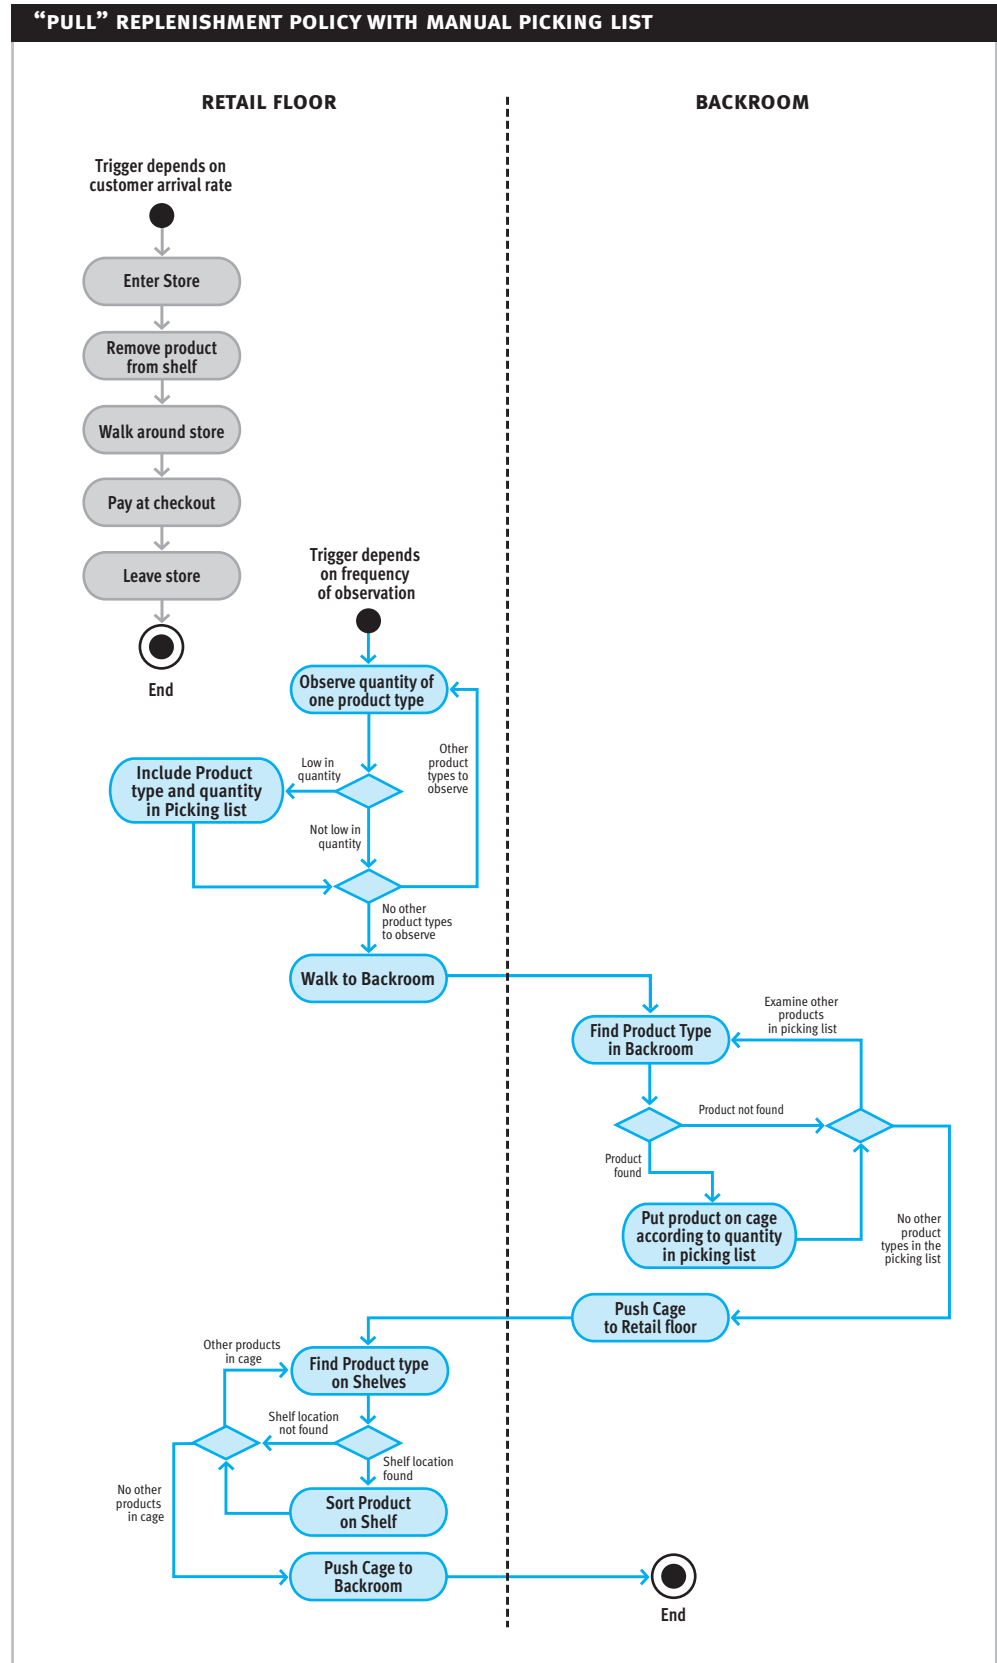 “PULL” REPLENISHMENT POLICY WITH MANUAL PICKING LIST
RETAIL FLOOR
BACKROOM
Trigger depends on
customer arrival rate
Enter Store
Remove product
from shelf
Walk around store
Pay at checkout
Leave store
End
Trigger depends
on frequency
of observation
Observe quantity of
one product type
Low in
quantity
Other
product
types to
observe
Include Product
type and quantity
in Picking list
Not low in
quantity
No other
product types
to observe
Walk to Backroom
Examine other
products
in picking list
Find Product Type
in Backroom
Product not found
Product
found
Put product on cage
according to quantity
in picking list
No other
product
types in the
picking list
Push Cage
to Retail floor
Other products
in cage
Find Product type
on Shelves
Shelf location
not found
Shelf location
found
No other
products
in cage
Sort Product
on Shelf
Push Cage to
Backroom
End